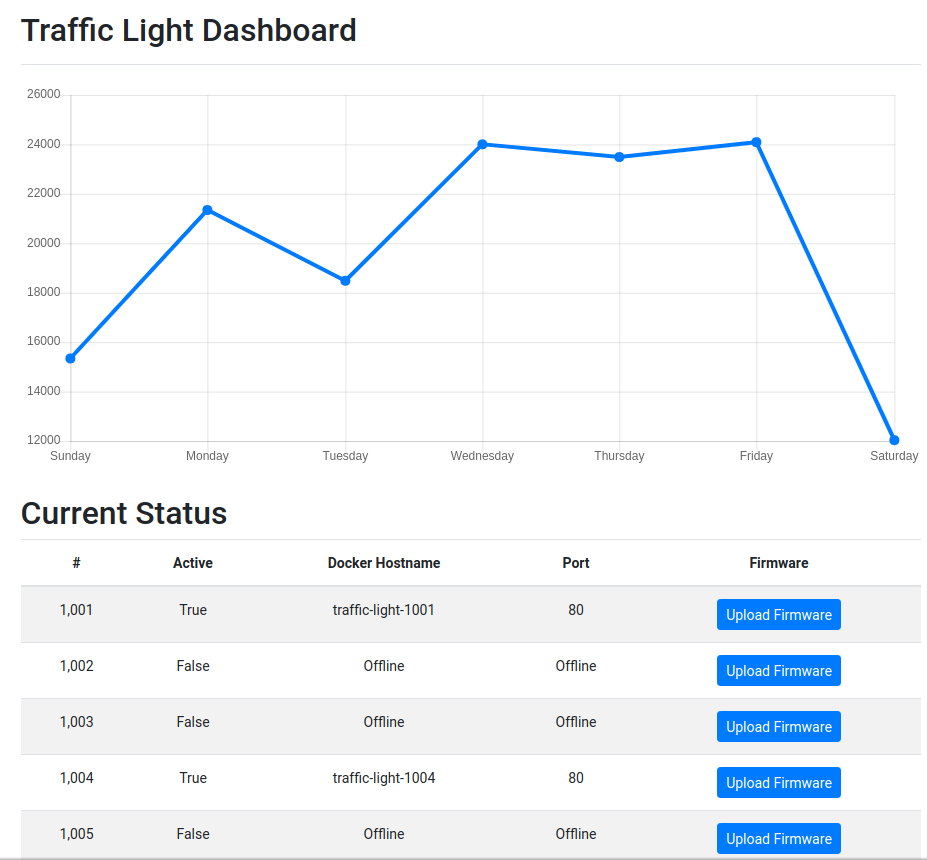 Traffic Light Dashboard
26000
24000
22000
20000
18000
16000
14000
12000
Sunday Monday Tuesday Wednesday Thursday Friday Saturday
Current Status
# Active Docker Hostname Port Firmware
1,001 True traffic-light-1001 80 Upload Firmware
1,002 False Offline Offline Upload Firmware
1,003 False Offline Offline Upload Firmware
1,004 True traffic-light-1004 80 Upload Firmware
1,005 False Offline Offline Upload Firmware